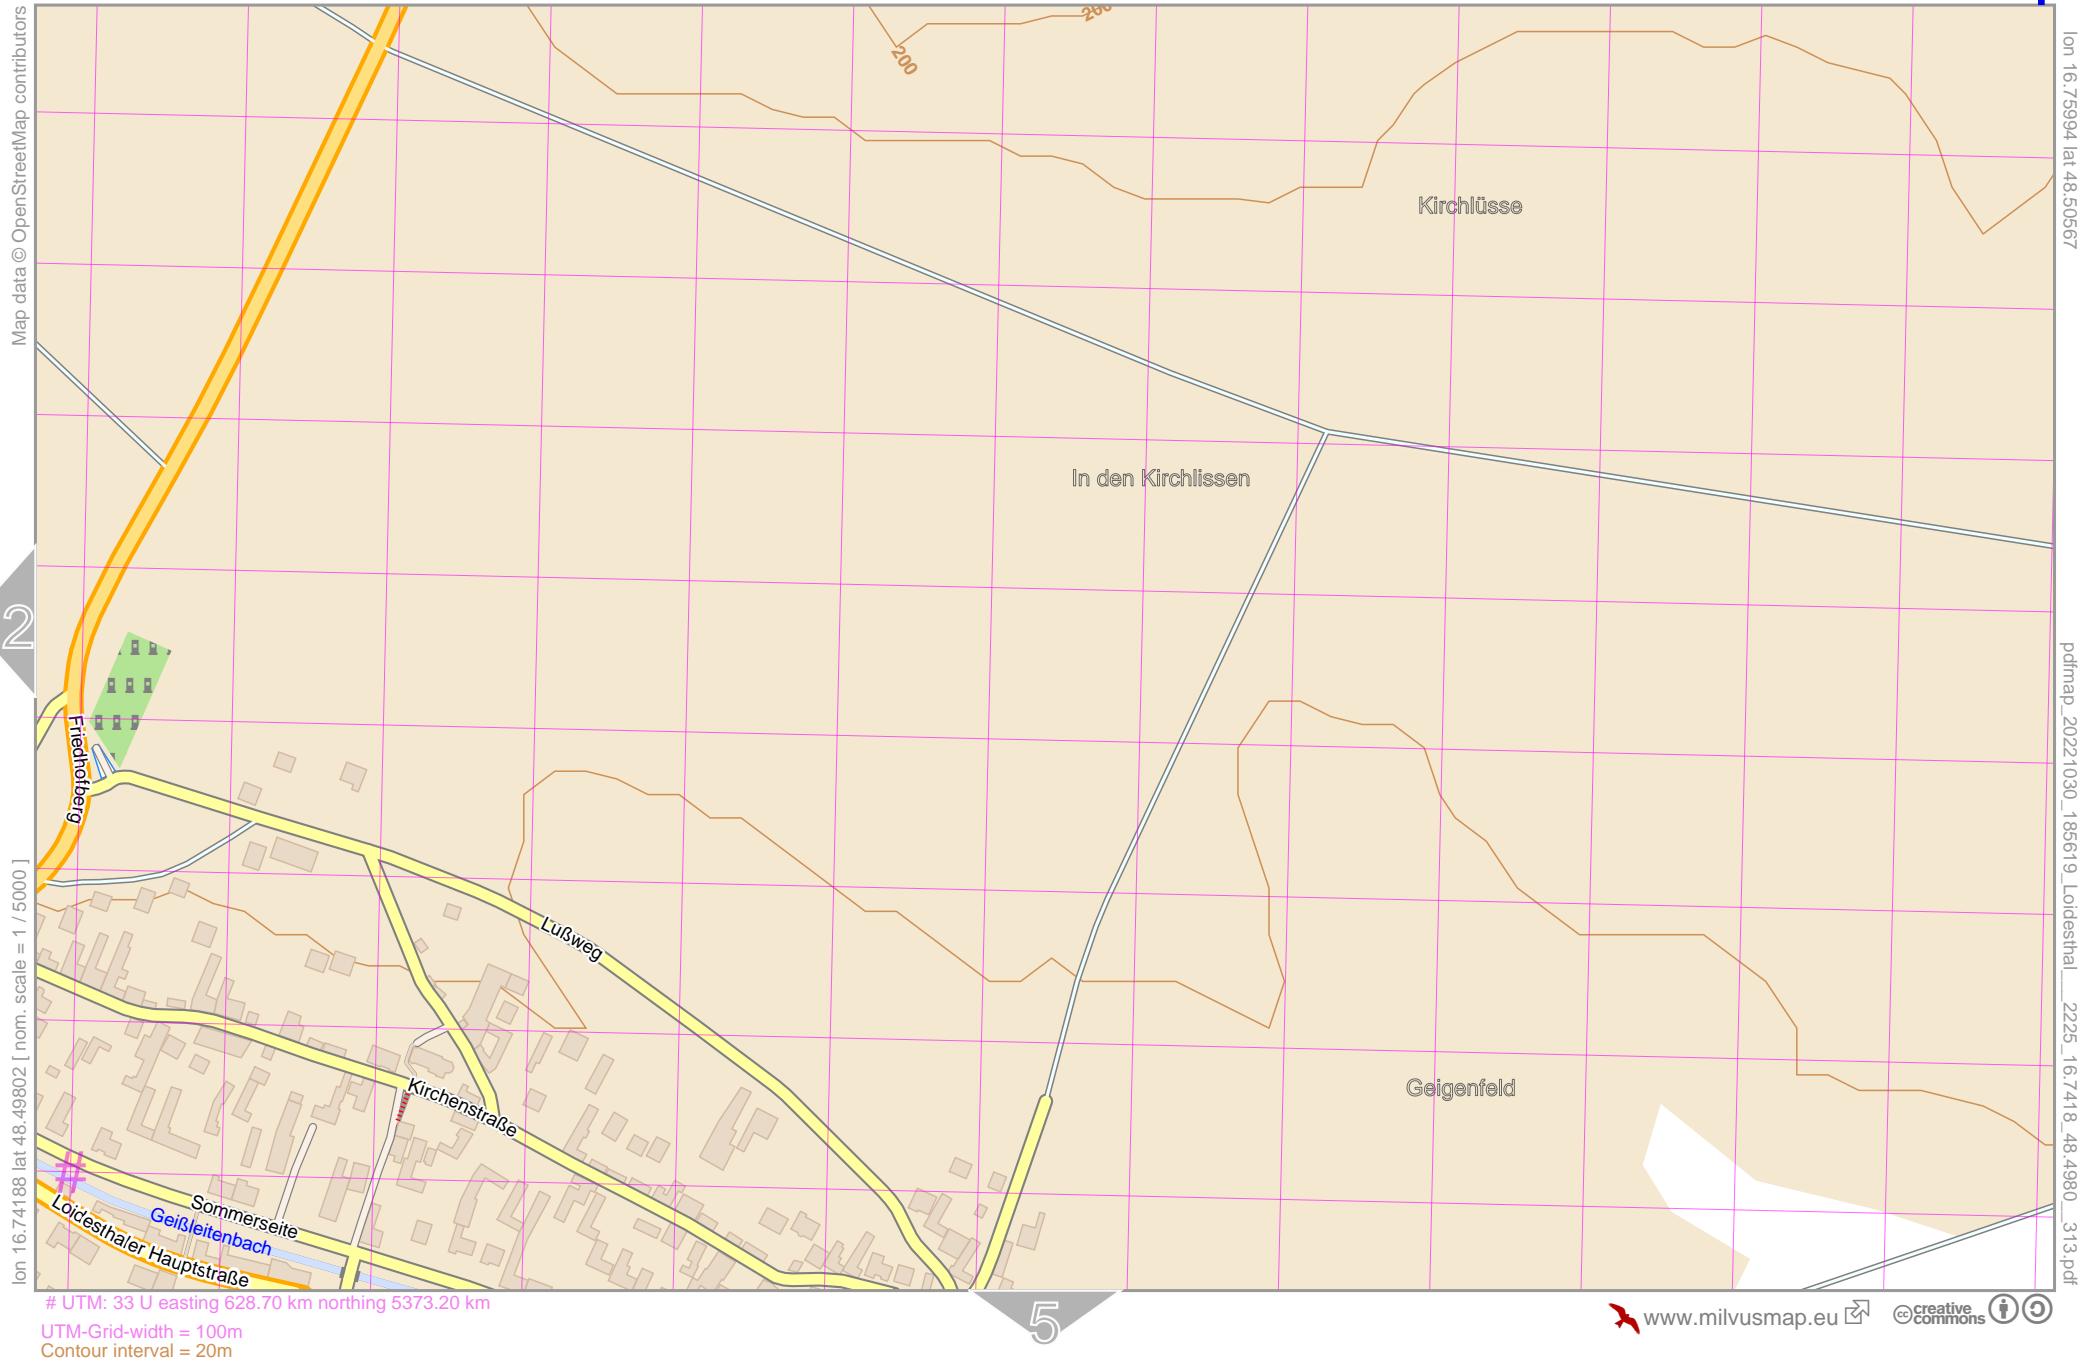 200
200
Kirchlüsse
In den Kirchlissen
Friedhofberg
Lußweg
Kirchenstraße
Geigenfeld
Sommerseite
Geißleitenbach
Loidesthaler Hauptstraße
2
5
Map data © OpenStreetMap contributors
lon 16.74188 lat 48.49802 [ nom. scale = 1 / 5000 ]
lon 16.75994 lat 48.50567
pdfmap_20221030_185619_Loidesthal___2225_16.7418_48.4980__313.pdf
# UTM: 33 U easting 628.70 km northing 5373.20 km
UTM-Grid-width = 100m
Contour interval = 20m
www.milvusmap.eu
cc creative commons